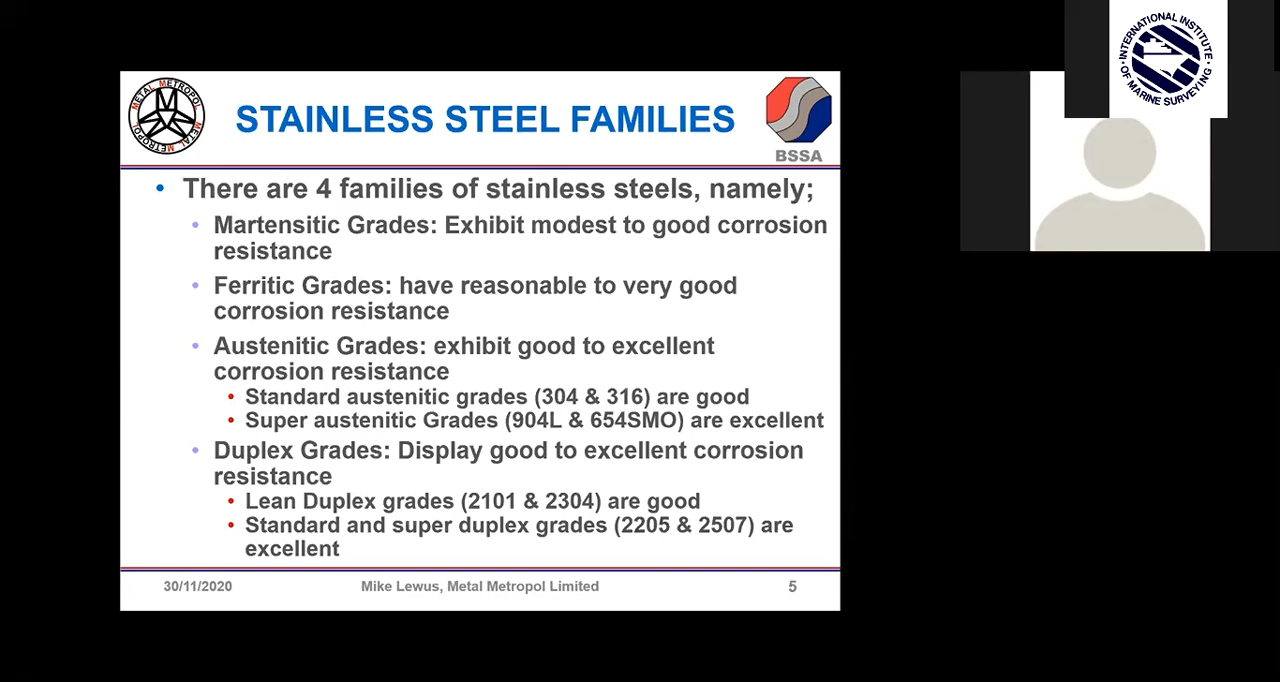 METAL METROPOL METAL METROPOL
STAINLESS STEEL FAMILIES
BSSA
INTERNATIONAL INSTITUTE
OF MARINE SURVEYING
• There are 4 families of stainless steels, namely;
• Martensitic Grades: Exhibit modest to good corrosion
resistance
• Ferritic Grades: have reasonable to very good
corrosion resistance
• Austenitic Grades: exhibit good to excellent
corrosion resistance
• Standard austenitic grades (304 & 316) are good
• Super austenitic Grades (904L & 654SMO) are excellent
• Duplex Grades: Display good to excellent corrosion
resistance
• Lean Duplex grades (2101 & 2304) are good
• Standard and super duplex grades (2205 & 2507) are
excellent
30/11/2020 Mike Lewus, Metal Metropol Limited 5